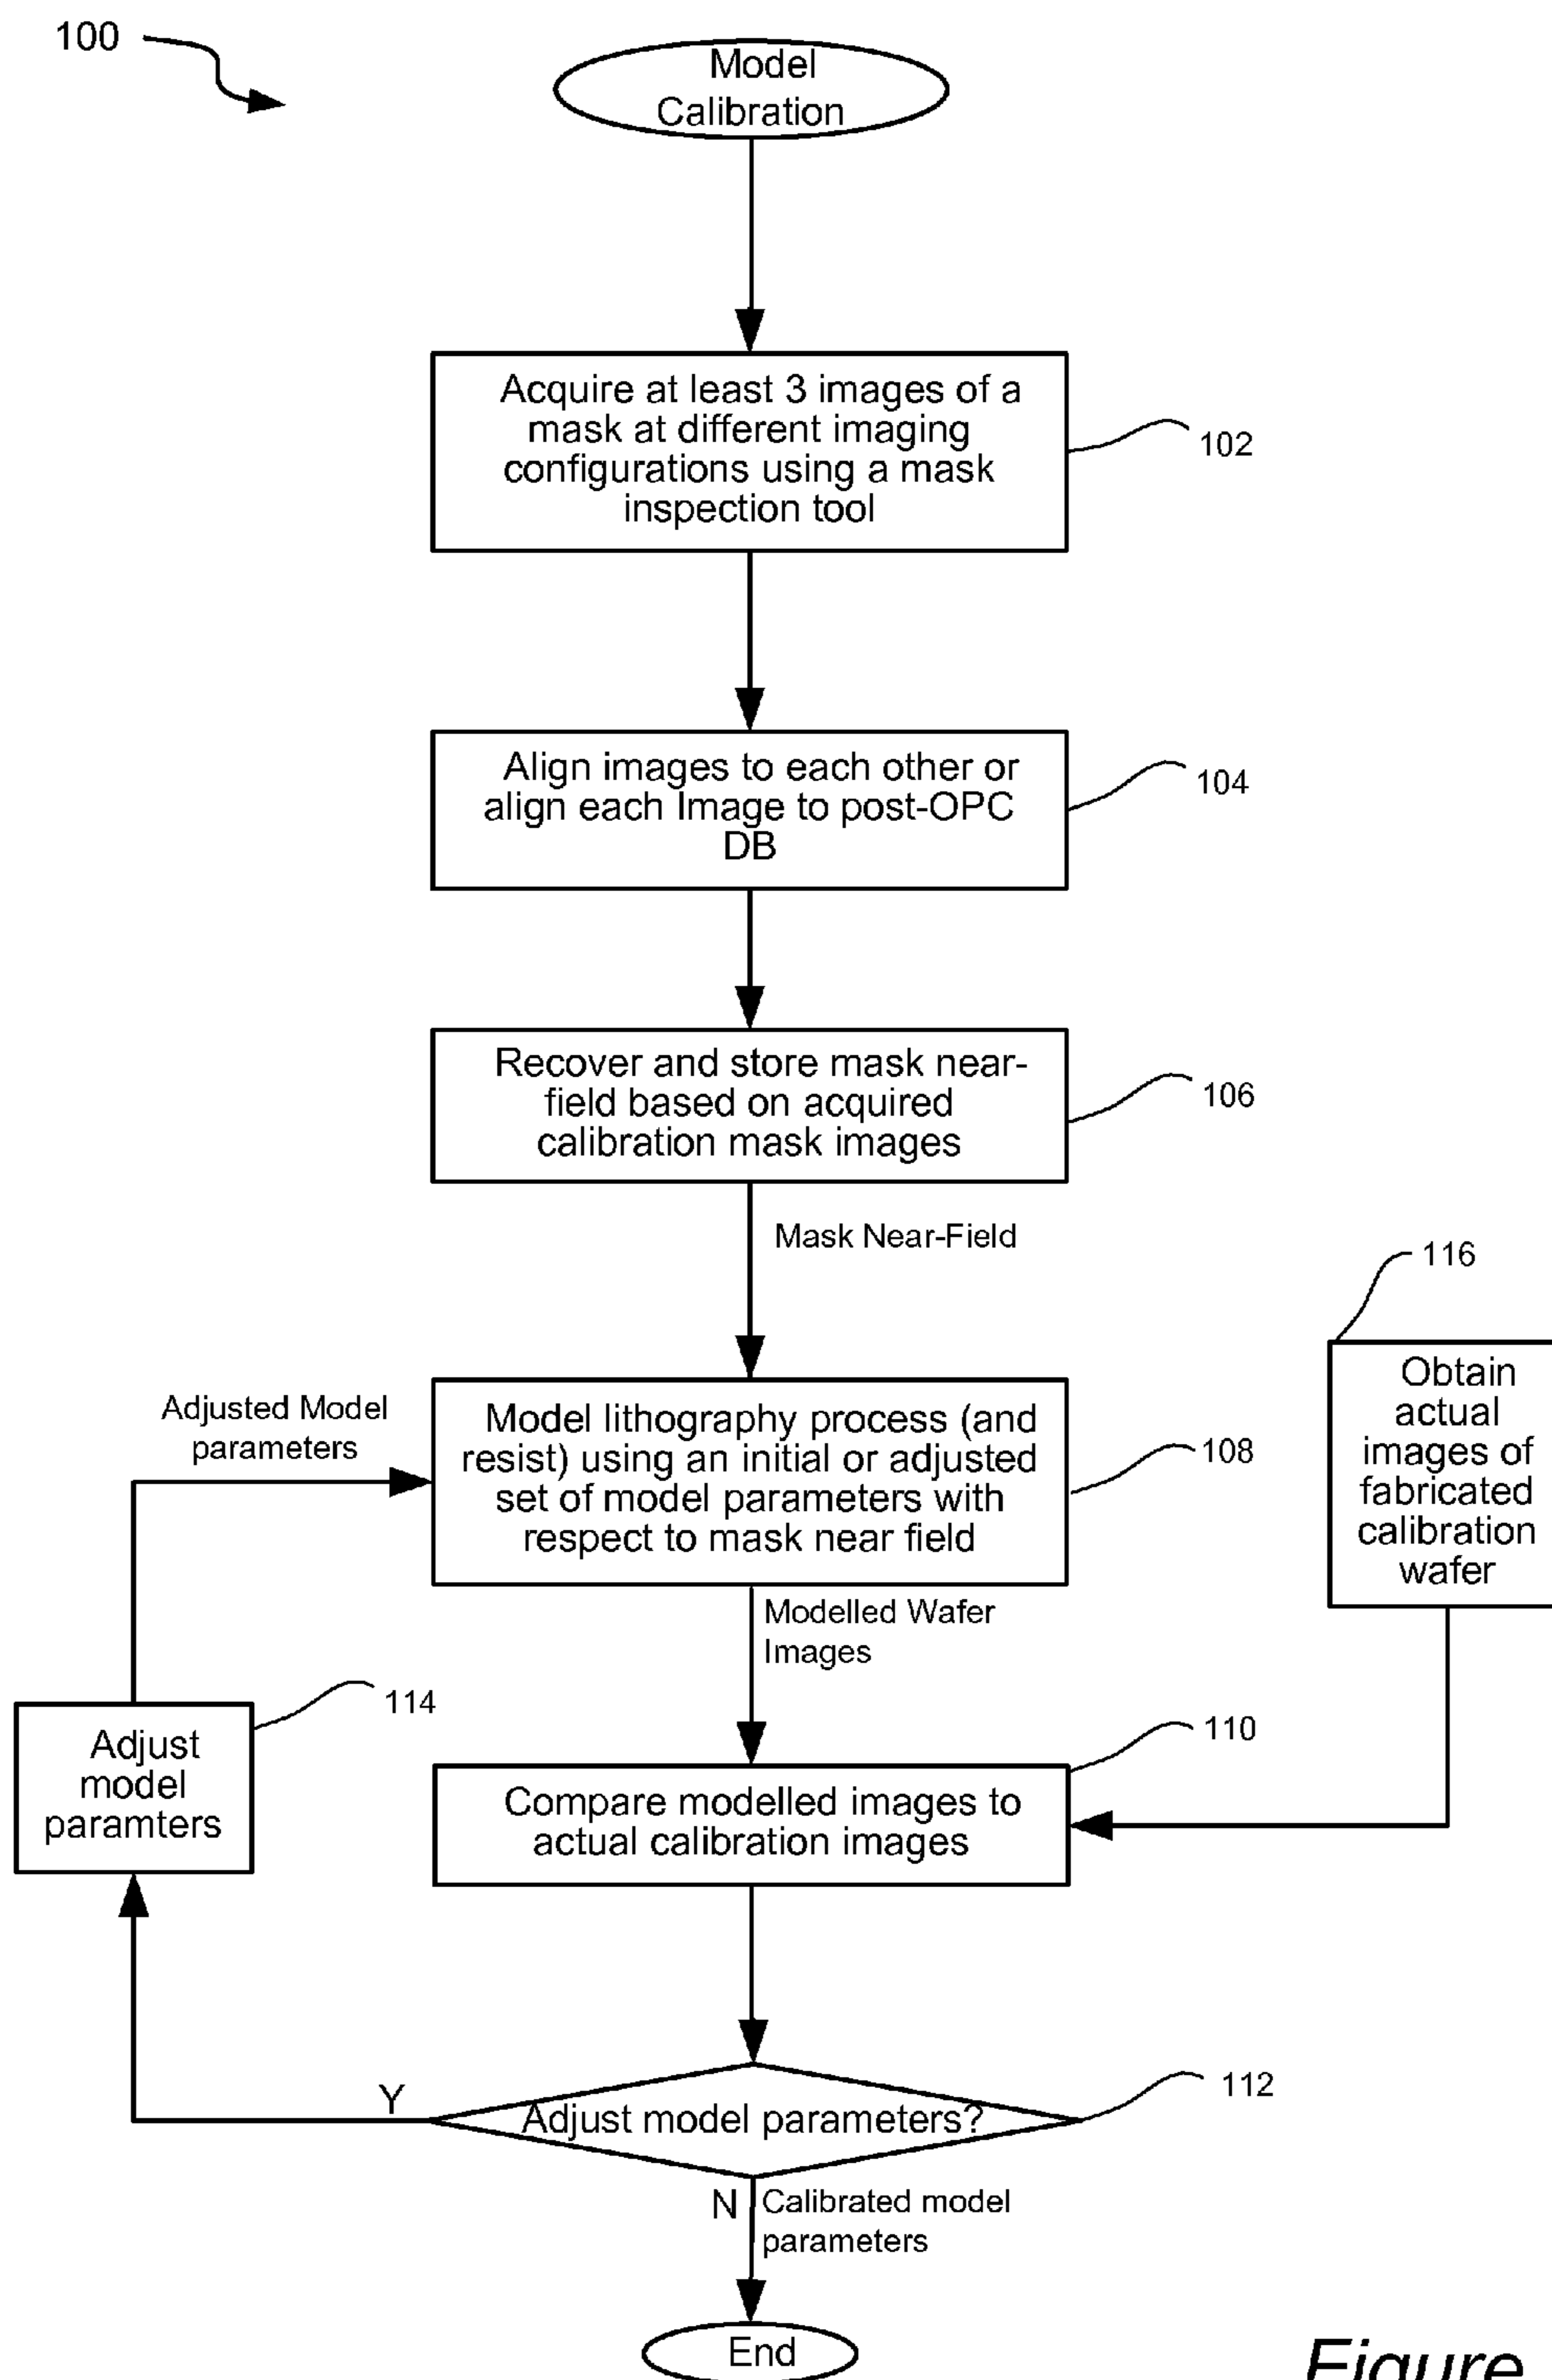 100
Model
Calibration
Acquire at least 3 images of a
mask at different imaging
configurations using a mask
inspection tool
102
Align images to each other or
align each Image to post-OPC
DB
104
Recover and store mask near-
field based on acquired
calibration mask images
106
Mask Near-Field
116
Obtain
actual
images of
fabricated
calibration
wafer
Adjusted Model
parameters
Model lithography process (and
resist) using an initial or adjusted
set of model parameters with
respect to mask near field
108
Modelled Wafer
Images
114
Adjust
model
paramters
110
Compare modelled images to
actual calibration images
112
Y
Adjust model parameters?
N
Calibrated model
parameters
End
Figure